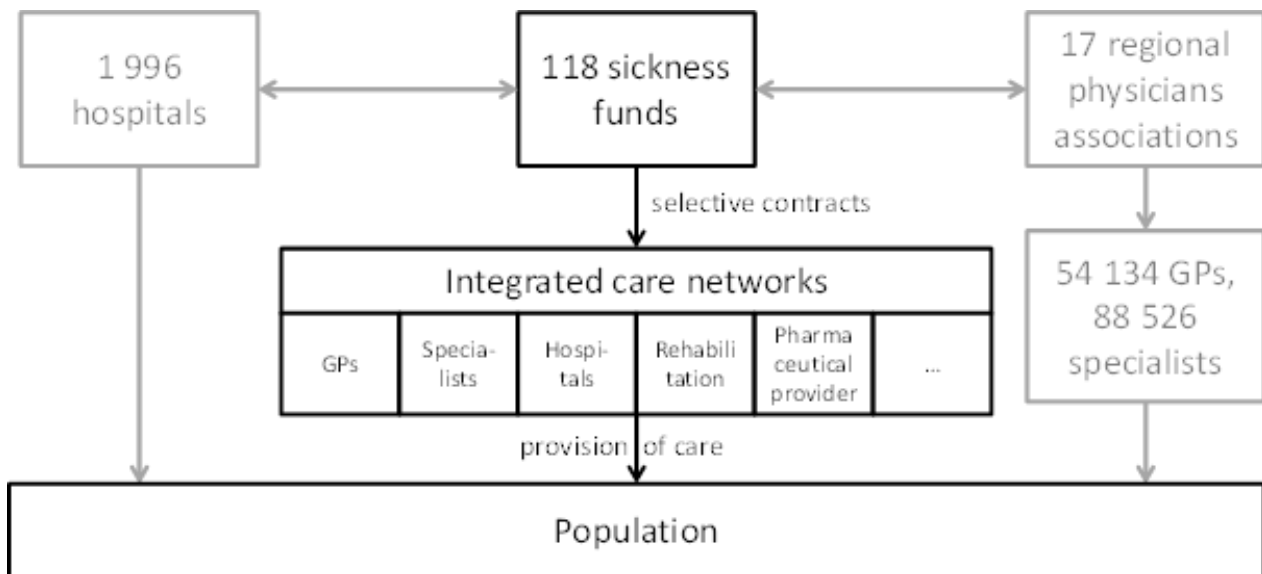 1 996
hospitals
118 sickness
funds
17 regional
physicians
associations
selective contracts
Integrated care networks
GPs
Specia-
lists
Hospi-
tals
Rehabili
tation
Pharma
ceutical
provider
...
54 134 GPs,
88 526
specialists
provision of care
Population